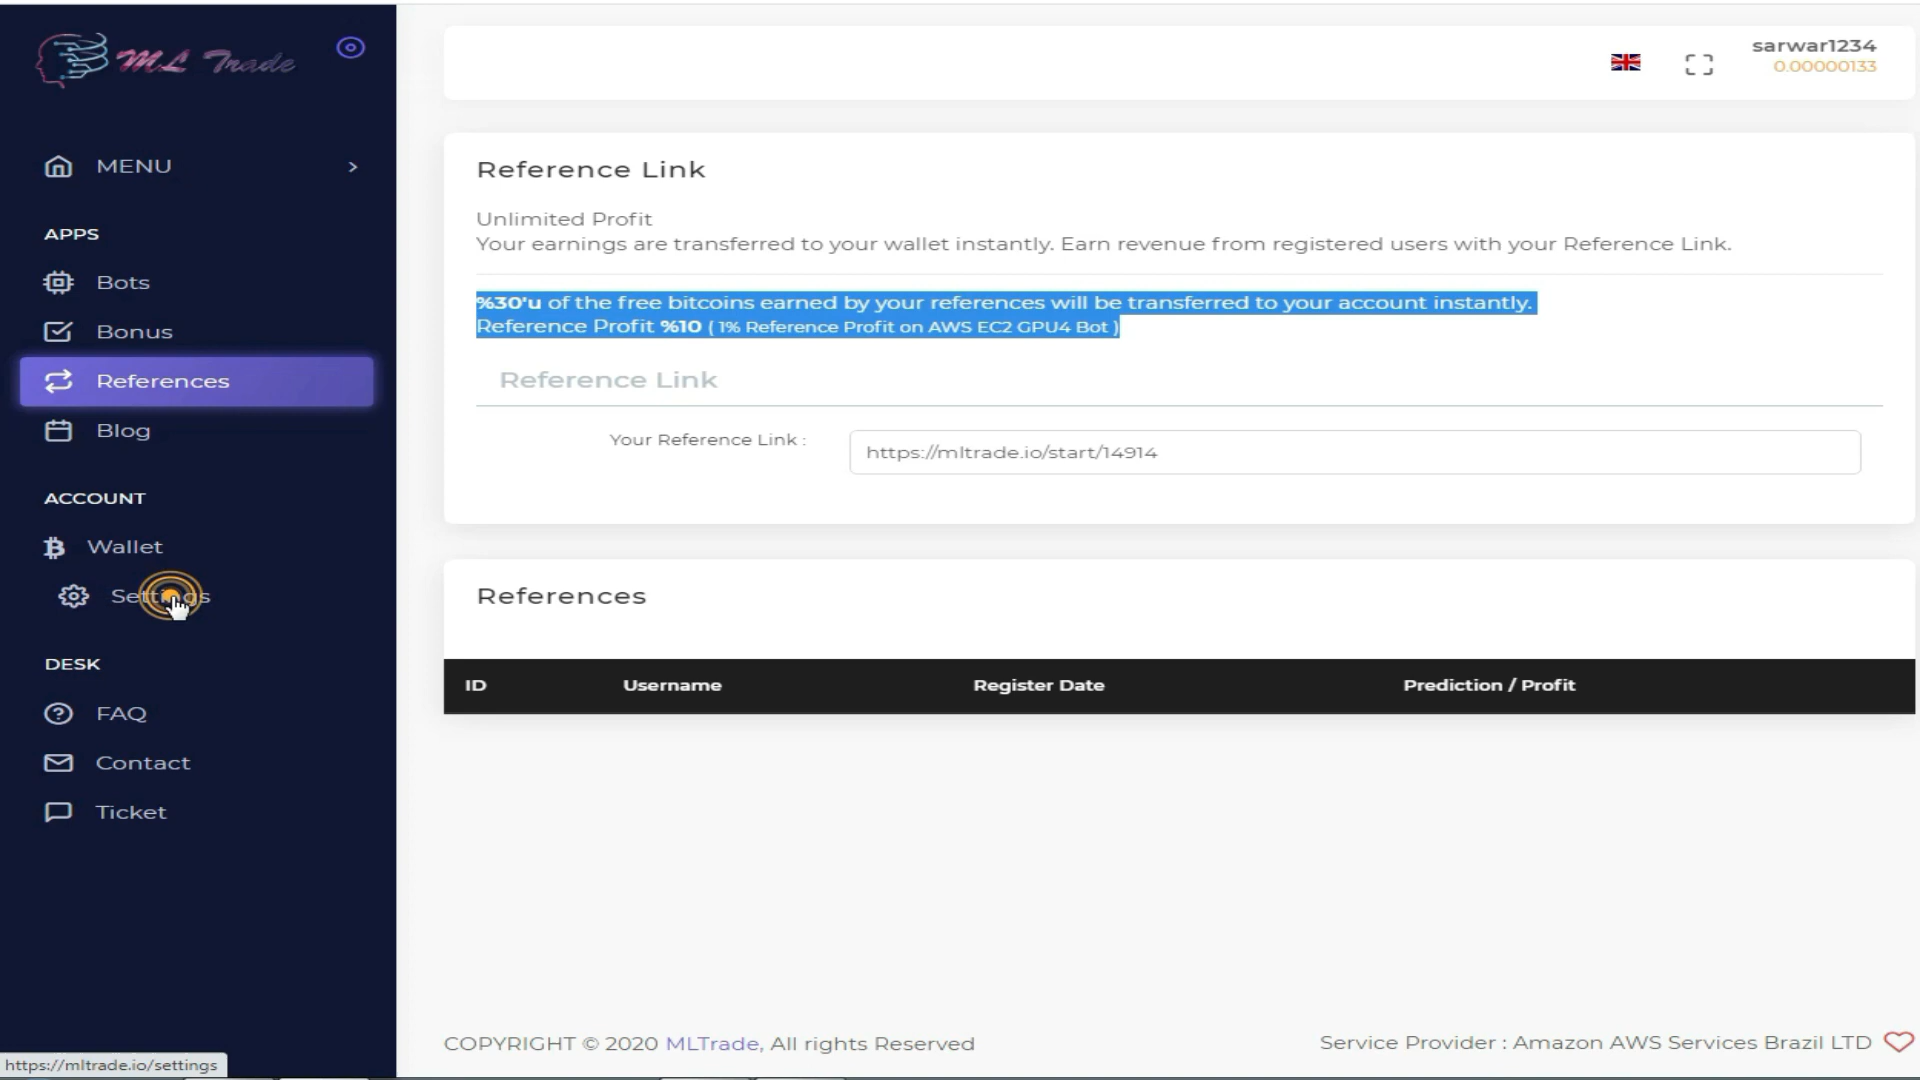 ML Trade
MENU
APPS
Bots
Bonus
References
Blog
ACCOUNT
Wallet
Settings
DESK
FAQ
Contact
Ticket
https://mltrade.io/settings
sarwar1234
0.00000133
Reference Link
Unlimited Profit
Your earnings are transferred to your wallet instantly. Earn revenue from registered users with your Reference Link.
%30'u of the free bitcoins earned by your references will be transferred to your account instantly.
Reference Profit %10 ( 1% Reference Profit on AWS EC2 GPU4 Bot )
Reference Link
Your Reference Link :
https://mltrade.io/start/14914
References
ID Username Register Date Prediction / Profit
COPYRIGHT © 2020 MLTrade, All rights Reserved
Service Provider : Amazon AWS Services Brazil LTD